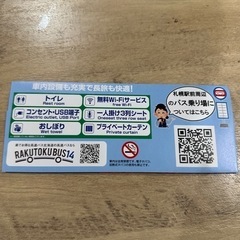 車内設備も充実で長旅も快適!
トイレ
Rest room
無料Wi-Fiサービス
free Wi-Fi
コンセント・USB端子
Electric outlet, USB Port
一人掛け3列シート
Oneseat three row seat
おしぼり
Wet towel
プライベートカーテン
Private curtain
RAKUTOKUBUS14
札幌駅前周辺
のバス乗り場に
ついてはこちら